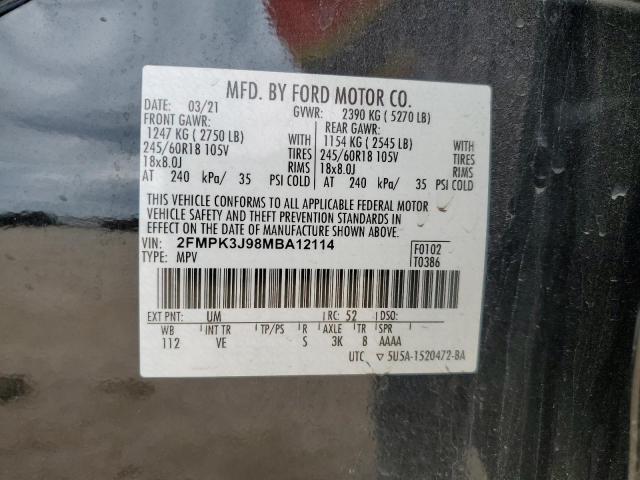 MFD. BY FORD MOTOR CO.
DATE: 03/21 GVWR: 2390 KG ( 5270 LB)
FRONT GAWR: REAR GAWR:
1247 KG ( 2750 LB) WITH 1154 KG ( 2545 LB) WITH
245/60R18 105V TIRES 245/60R18 105V TIRES
18x8.0J RIMS 18x8.0J RIMS
AT 240 kPa/ 35 PSI COLD AT 240 kPa/ 35 PSI COLD
THIS VEHICLE CONFORMS TO ALL APPLICABLE FEDERAL MOTOR
VEHICLE SAFETY AND THEFT PREVENTION STANDARDS IN
EFFECT ON THE DATE OF MANUFACTURE SHOWN ABOVE.
VIN: 2FMPK3J98MBA12114 F0102
TYPE: MPV T0386
EXT PNT: UM RC: 52 DSO:
WB INT TR TP/PS R AXLE TR SPR
112 VE S 3K 8 AAAA
UTC ▽ 5U5A-1520472-BA